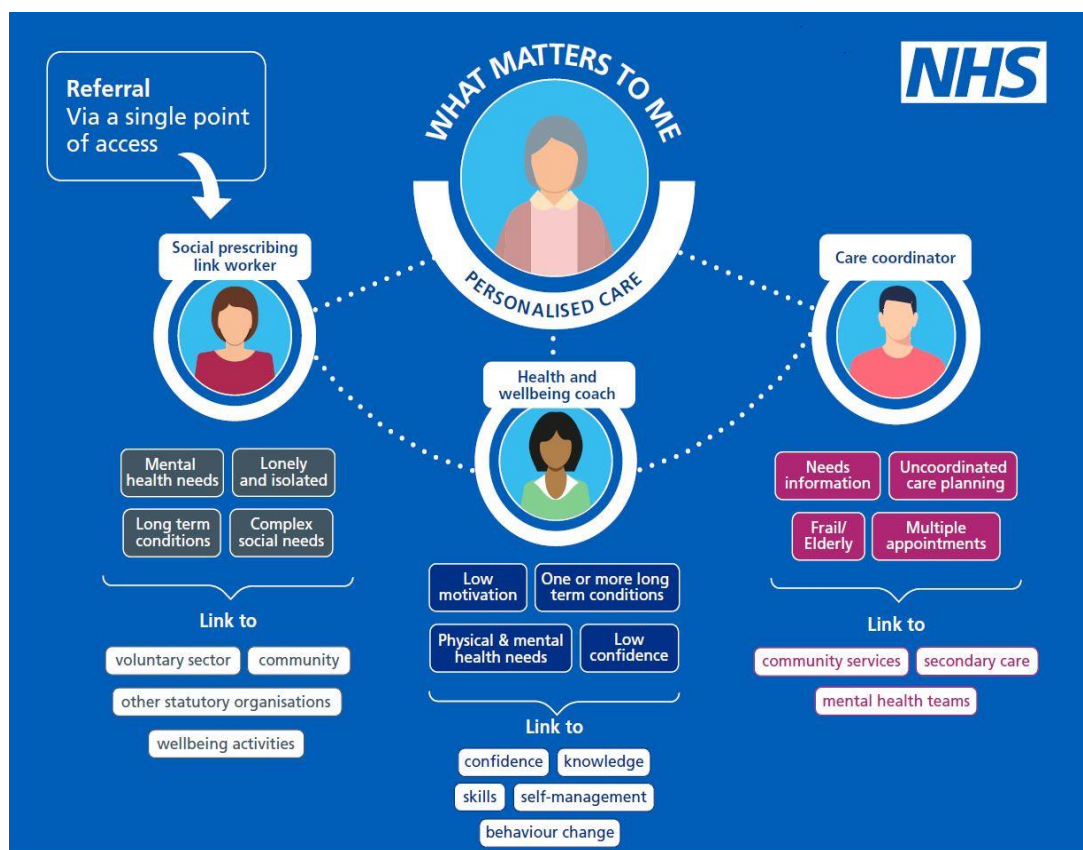 Referral
Via a single point
of access
WHAT MATTERS TO ME
PERSONALISED CARE
NHS
Social prescribing
link worker
Health and
wellbeing coach
Care coordinator
Mental
health needs
Lonely
and isolated
Long term
conditions
Complex
social needs
Link to
voluntary sector
community
other statutory organisations
wellbeing activities
Low
motivation
One or more long
term conditions
Physical & mental
health needs
Low
confidence
Link to
confidence
knowledge
skills
self-management
behaviour change
Needs
information
Uncoordinated
care planning
Frail/
Elderly
Multiple
appointments
Link to
community services
secondary care
mental health teams